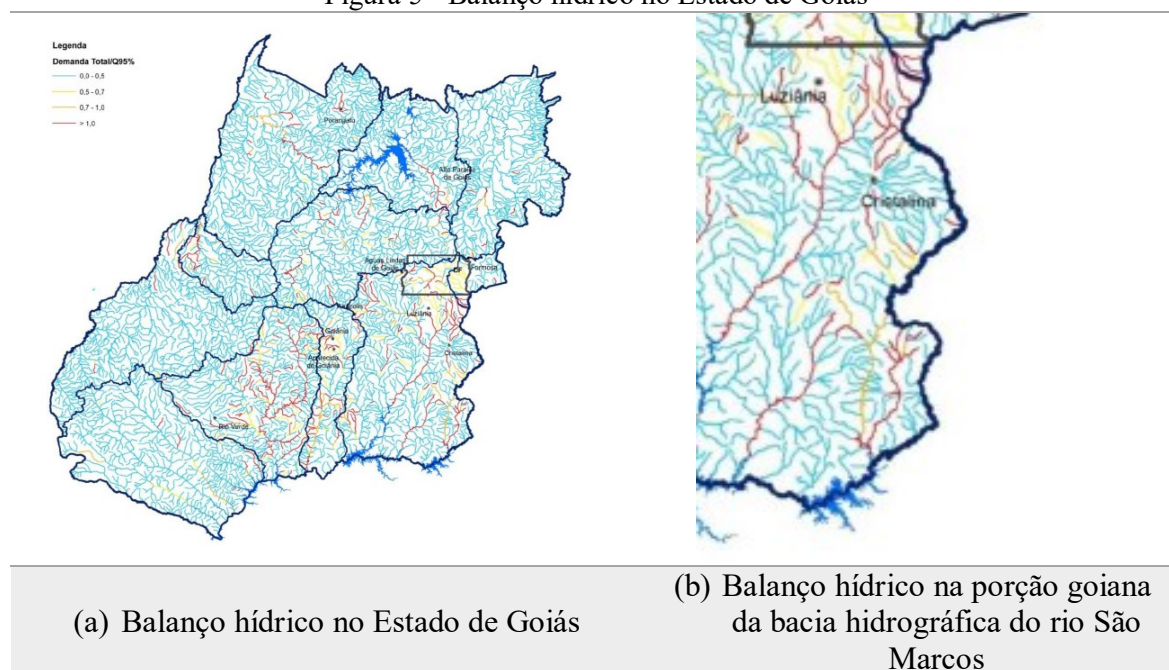 Figura 5 - Balanço hídrico no Estado de Goiás
Legenda
Demanda Total/Q95%
0,0 - 0,5
0,5 - 0,7
0,7 - 1,0
> 1,0
Porangatu
Alto Paraíso
de Goiás
Águas Lindas
de Goiás
DF
Formosa
Anápolis
Luziânia
Goiânia
Aparecida
de Goiânia
Cristalina
Rio Verde
Luziânia
Cristalina
(a) Balanço hídrico no Estado de Goiás
(b) Balanço hídrico na porção goiana
da bacia hidrográfica do rio São
Marcos